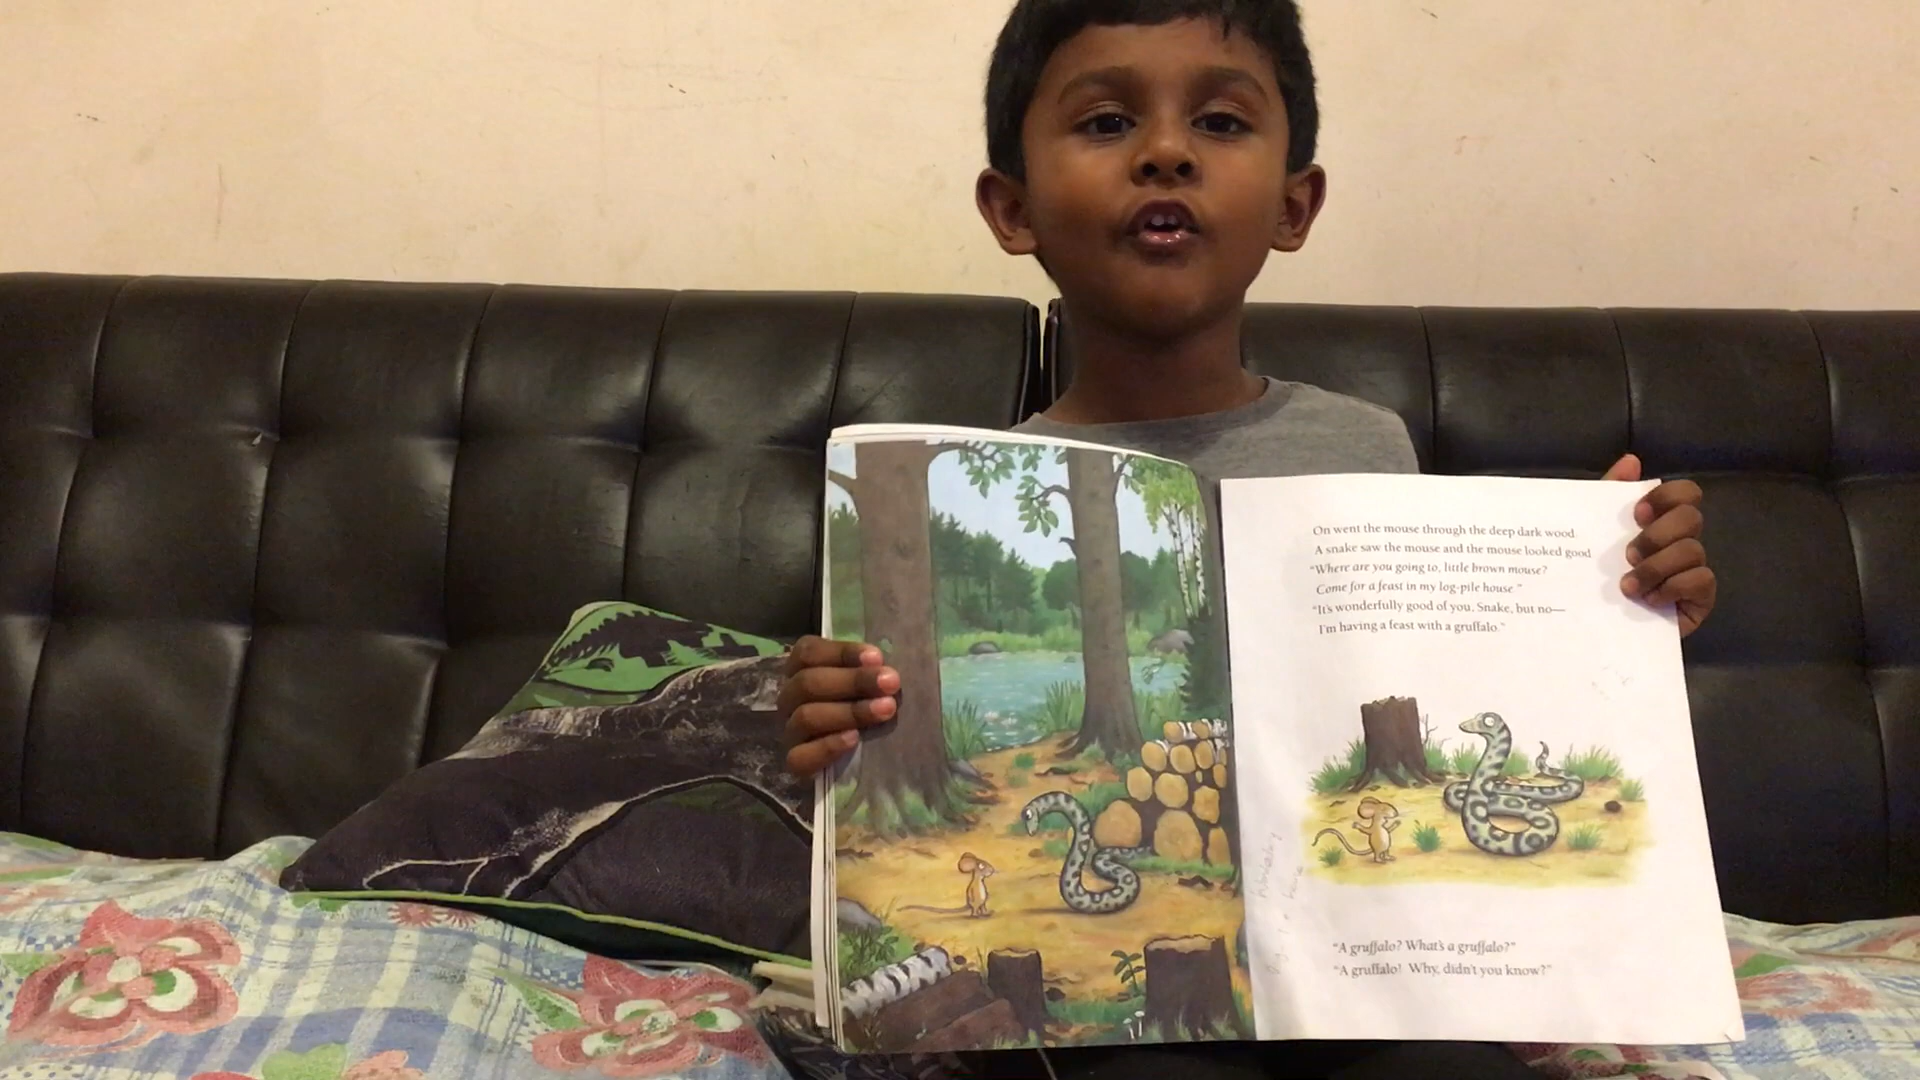 On went the mouse through the deep dark wood.
A snake saw the mouse and the mouse looked good.
“Where are you going to, little brown mouse?
Come for a feast in my log-pile house.”
“It's wonderfully good of you, Snake, but no—
I'm having a feast with a gruffalo.”
“A gruffalo? What's a gruffalo?”
“A gruffalo! Why, didn't you know?”